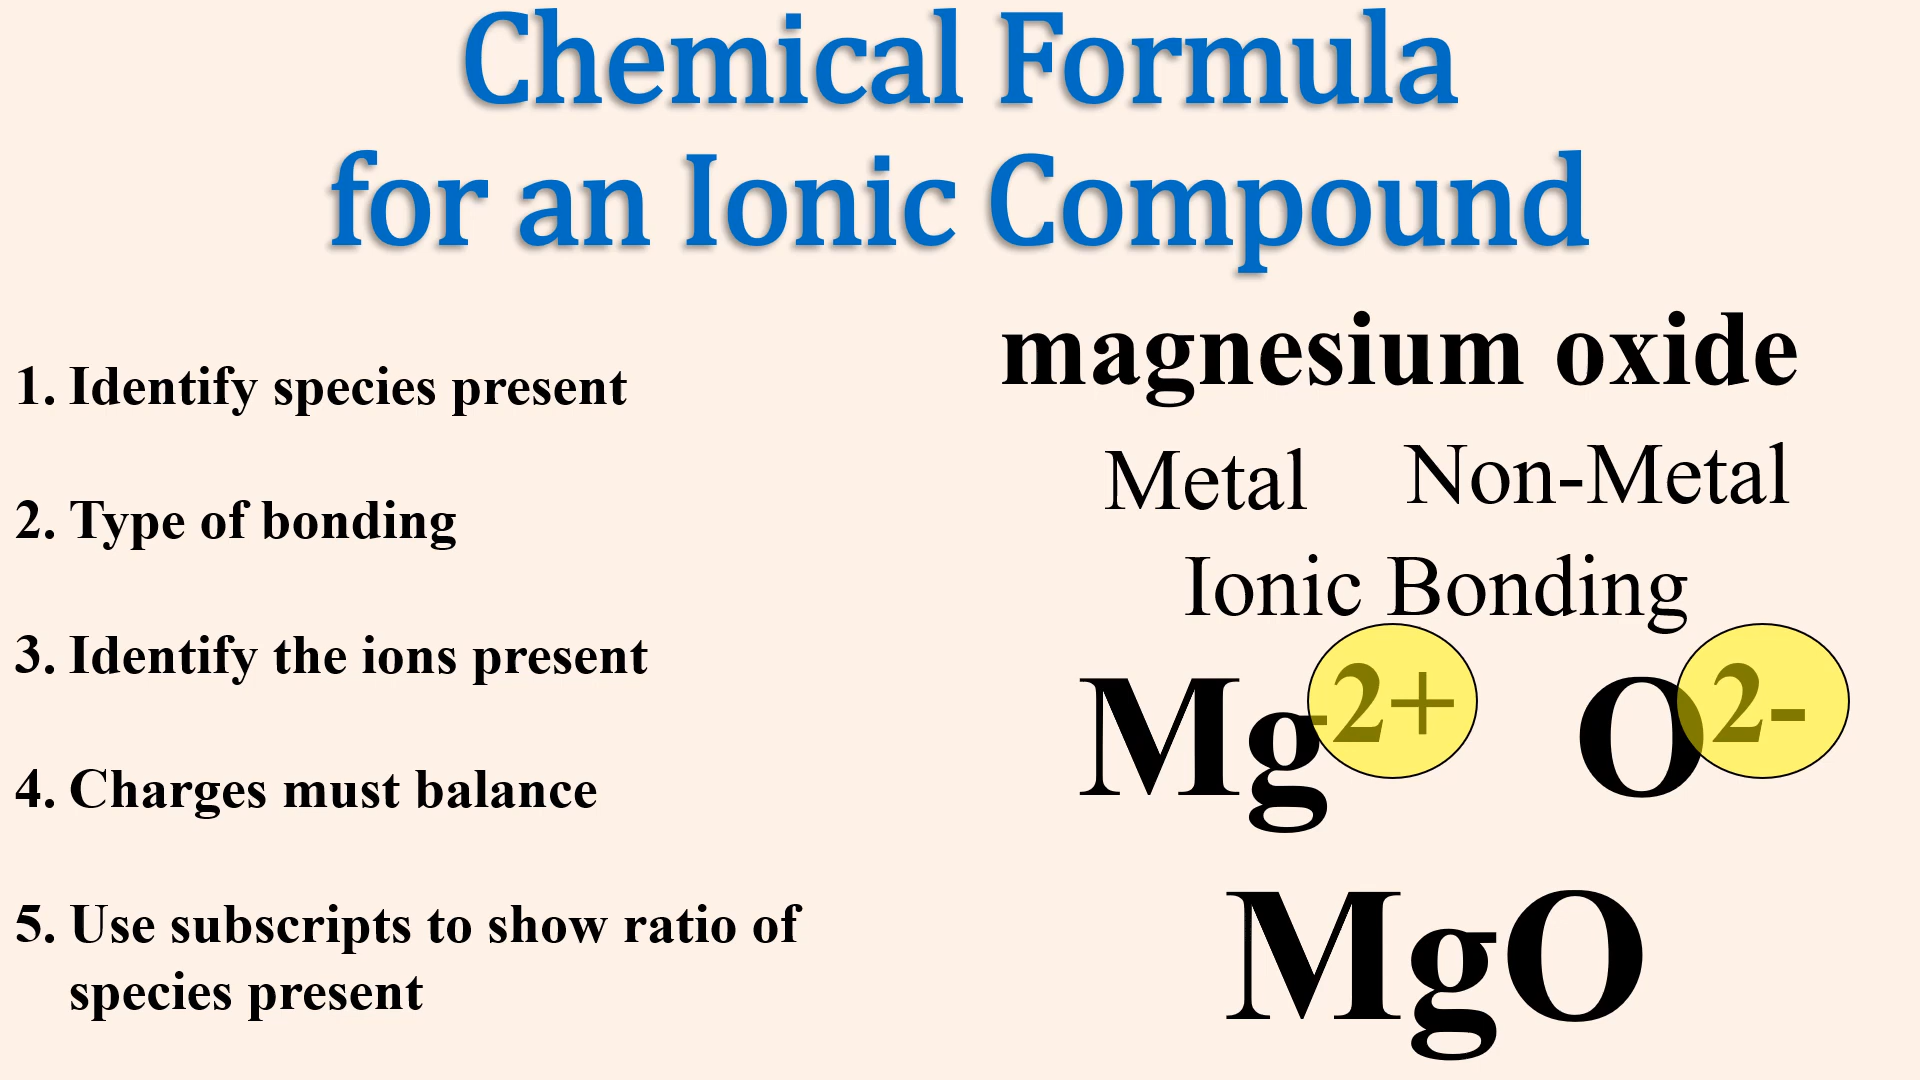 Chemical Formula
for an Ionic Compound
1. Identify species present
2. Type of bonding
3. Identify the ions present
4. Charges must balance
5. Use subscripts to show ratio of
species present
magnesium oxide
Metal Non-Metal
Ionic Bonding
Mg2+ O2-
MgO